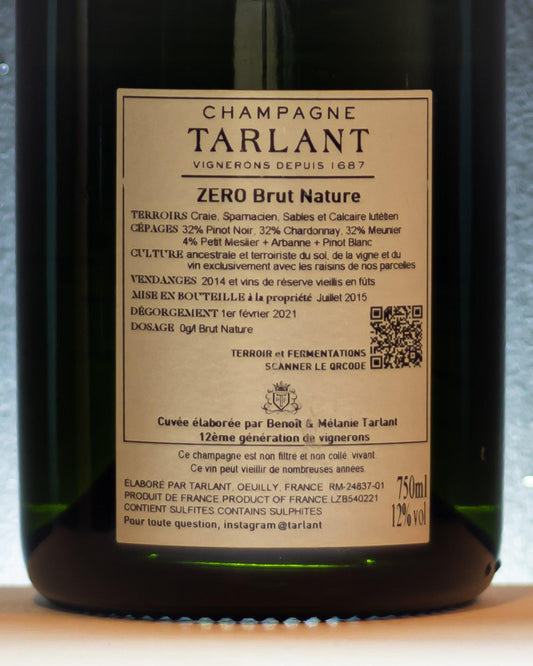 CHAMPAGNE
TARLANT
VIGNERONS DEPUIS 1687
ZERO Brut Nature
TERROIRS Craie, Sparnacien, Sables et Calcaire lutétien
CÉPAGES 32% Pinot Noir, 32% Chardonnay, 32% Meunier
4% Petit Meslier + Arbanne + Pinot Blanc
CULTURE ancestrale et terroiriste du sol, de la vigne et du
vin exclusivement avec les raisins de nos parcelles
VENDANGES 2014 et vins de réserve vieillis en fûts
MISE EN BOUTEILLE à la propriété Juillet 2015
DÉGORGEMENT 1er février 2021
DOSAGE 0g/l Brut Nature
TERROIR et FERMENTATIONS
SCANNER LE QRCODE
Cuvée élaborée par Benoît & Mélanie Tarlant
12ème génération de vignerons
Ce champagne est non filtré et non collé, vivant.
Ce vin peut vieillir de nombreuses années.
ÉLABORÉ PAR TARLANT, OEUILLY, FRANCE RM-24837-01
PRODUIT DE FRANCE.PRODUCT OF FRANCE.LZB540221
CONTIENT SULFITES.CONTAINS SULPHITES
Pour toute question, instagram @tarlant
750ml
12% vol